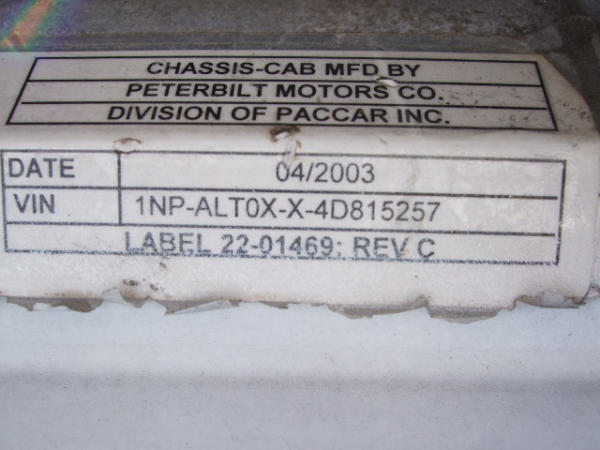 CHASSIS-CAB MFD BY
PETERBILT MOTORS CO.
DIVISION OF PACCAR INC.
DATE 04/2003
VIN 1NP-ALT0X-X-4D815257
LABEL 22-01469; REV C